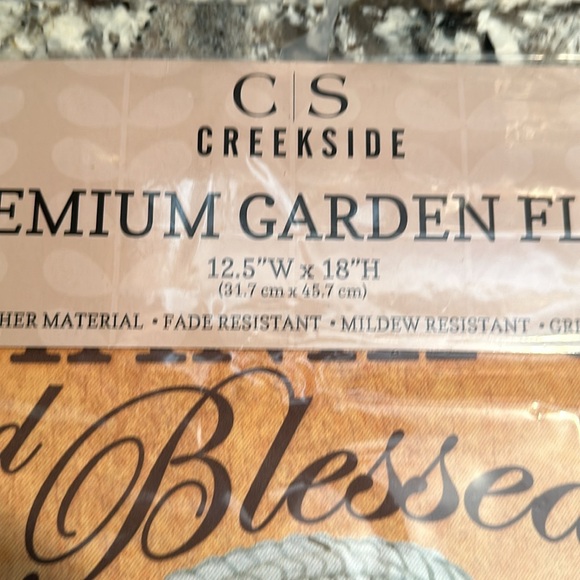 C|S
CREEKSIDE
EMIUM GARDEN FL
12.5"W x 18"H
(31.7 cm x 45.7 cm)
HER MATERIAL • FADE RESISTANT • MILDEW RESISTANT • GRE
d Blessed